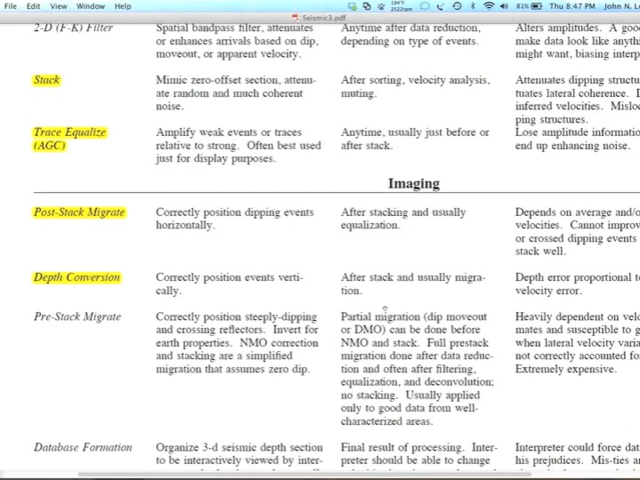 File Edit View Window Help 194°F 2522rpm 81% Thu 8:47 PM John N. Lo
Seismic3.pdf
2-D (F-K) Filter Spatial bandpass filter, attenuates Anytime after data reduction, Alters amplitudes. A good
or enhances arrivals based on dip, depending on type of events. make data look like anyth
moveout, or apparent velocity. might want, biasing interp
Stack Mimic zero-offset section, attenu- After sorting, velocity analysis, Attenuates dipping structu
ate random and much coherent muting. tuates lateral coherence.
noise. inferred velocities. Misloc
ping structures.
Trace Equalize Amplify weak events or traces Anytime, usually just before or Lose amplitude informatio
(AGC) relative to strong. Often best used after stack. end up enhancing noise.
just for display purposes.
Imaging
Post-Stack Migrate Correctly position dipping events After stacking and usually Depends on average and/o
horizontally. equalization. velocities. Cannot improv
or crossed dipping events
stack well.
Depth Conversion Correctly position events verti- After stack and usually migra- Depth error proportional t
cally. tion. velocity error.
Pre-Stack Migrate Correctly position steeply-dipping Partial migration (dip moveout Heavily dependent on velo
and crossing reflectors. Invert for or DMO) can be done before mates and susceptible to g
earth properties. NMO correction NMO and stack. Full prestack when lateral velocity varia
and stacking are a simplified migration done after data reduc- not correctly accounted fo
migration that assumes zero dip. tion and often after filtering, Extremely expensive.
equalization, and deconvolution;
no stacking. Usually applied
only to good data from well-
characterized areas.
Database Formation Organize 3-d seismic depth section Final result of processing. Inter- Interpreter could force data
to be interactively viewed by inter- preter should be able to change his prejudices. Mis-ties a